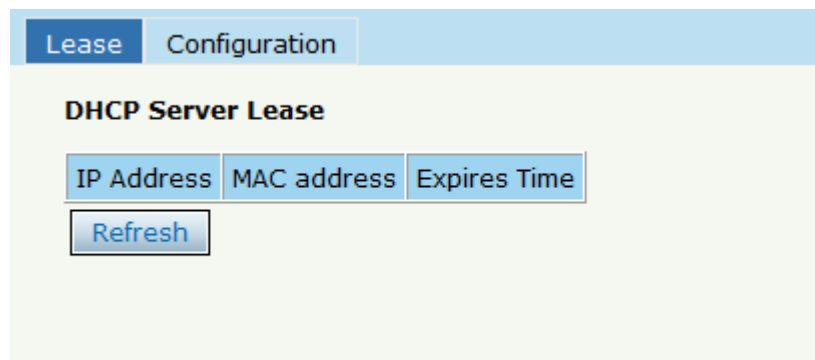 Lease Configuration
DHCP Server Lease
IP Address MAC address Expires Time
Refresh